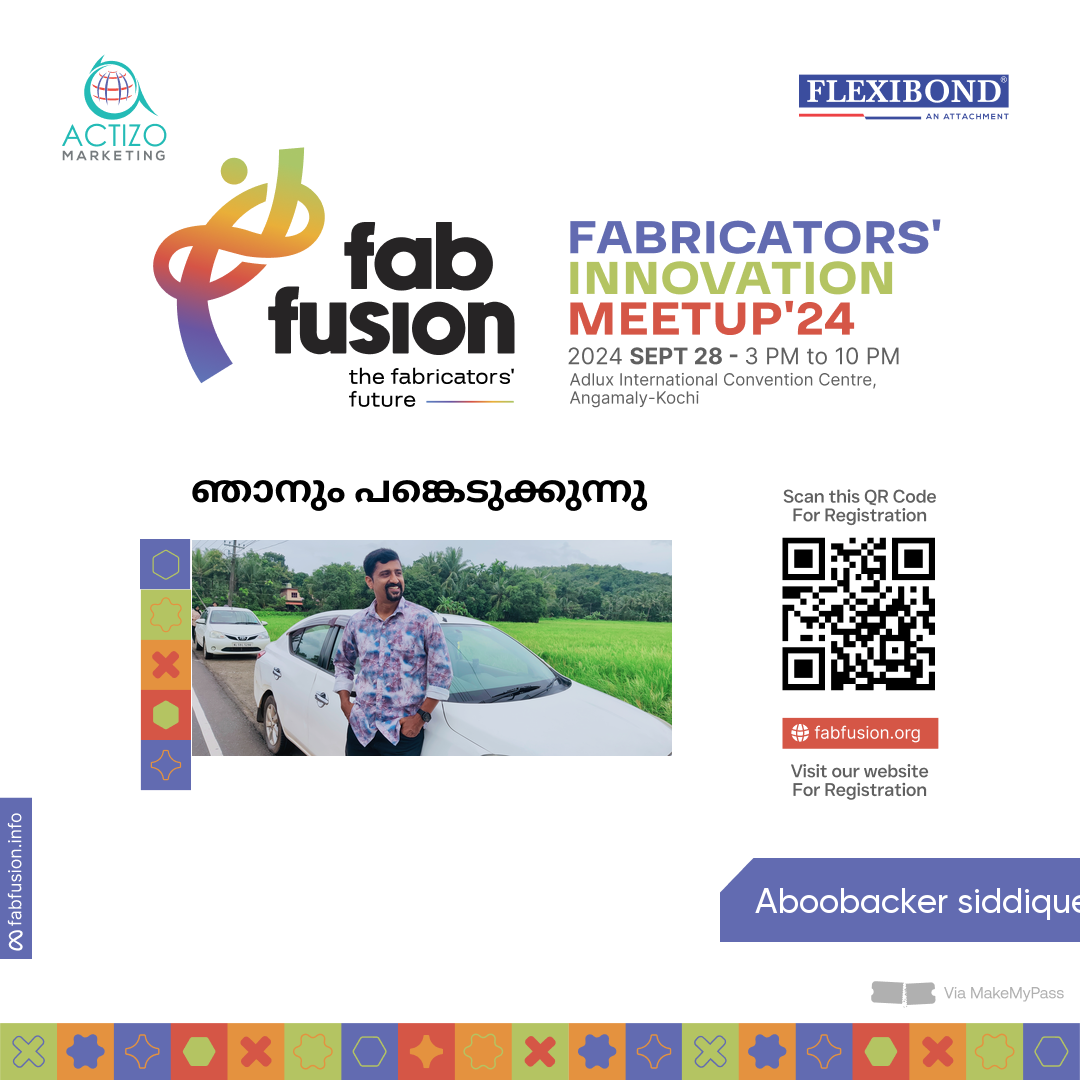 ACTIZO
MARKETING
FLEXIBOND®
AN ATTACHMENT
fab
fusion
the fabricators'
future
FABRICATORS'
INNOVATION
MEETUP'24
2024 SEPT 28 - 3 PM to 10 PM
Adlux International Convention Centre,
Angamaly-Kochi
ഞാനും പങ്കെടുക്കുന്നു
Scan this QR Code
For Registration
fabfusion.org
Visit our website
For Registration
fabfusion.info
Aboobacker siddique
Via MakeMyPass